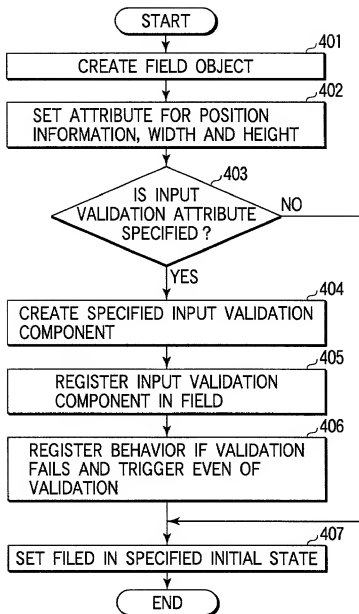 START
401
CREATE FIELD OBJECT
402
SET ATTRIBUTE FOR POSITION
INFORMATION, WIDTH AND HEIGHT
403
IS INPUT
VALIDATION ATTRIBUTE
SPECIFIED ?
NO
YES
404
CREATE SPECIFIED INPUT VALIDATION
COMPONENT
405
REGISTER INPUT VALIDATION
COMPONENT IN FIELD
406
REGISTER BEHAVIOR IF VALIDATION
FAILS AND TRIGGER EVEN OF
VALIDATION
407
SET FILED IN SPECIFIED INITIAL STATE
END